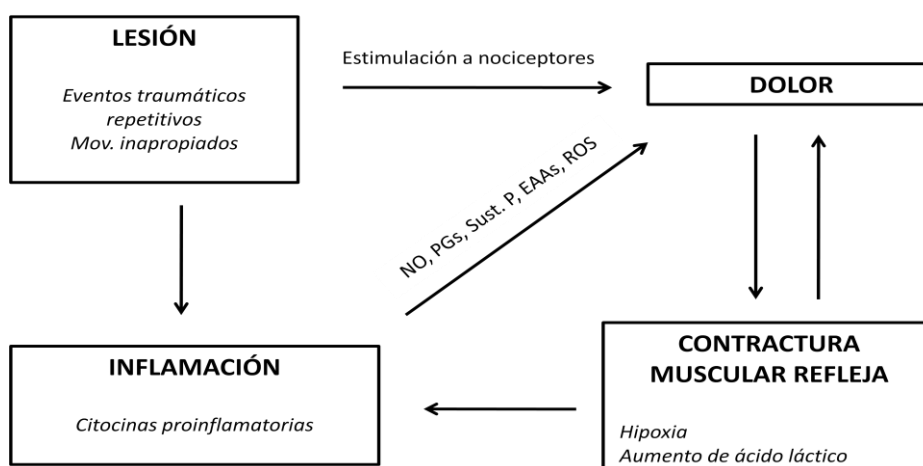 LESIÓN
Eventos traumáticos
repetitivos
Mov. inapropiados
Estimulación a nociceptores
DOLOR
NO, PGs, Sust. P, EAAs, ROS
INFLAMACIÓN
Citocinas proinflamatorias
CONTRACTURA
MUSCULAR REFLEJA
Hipoxia
Aumento de ácido láctico